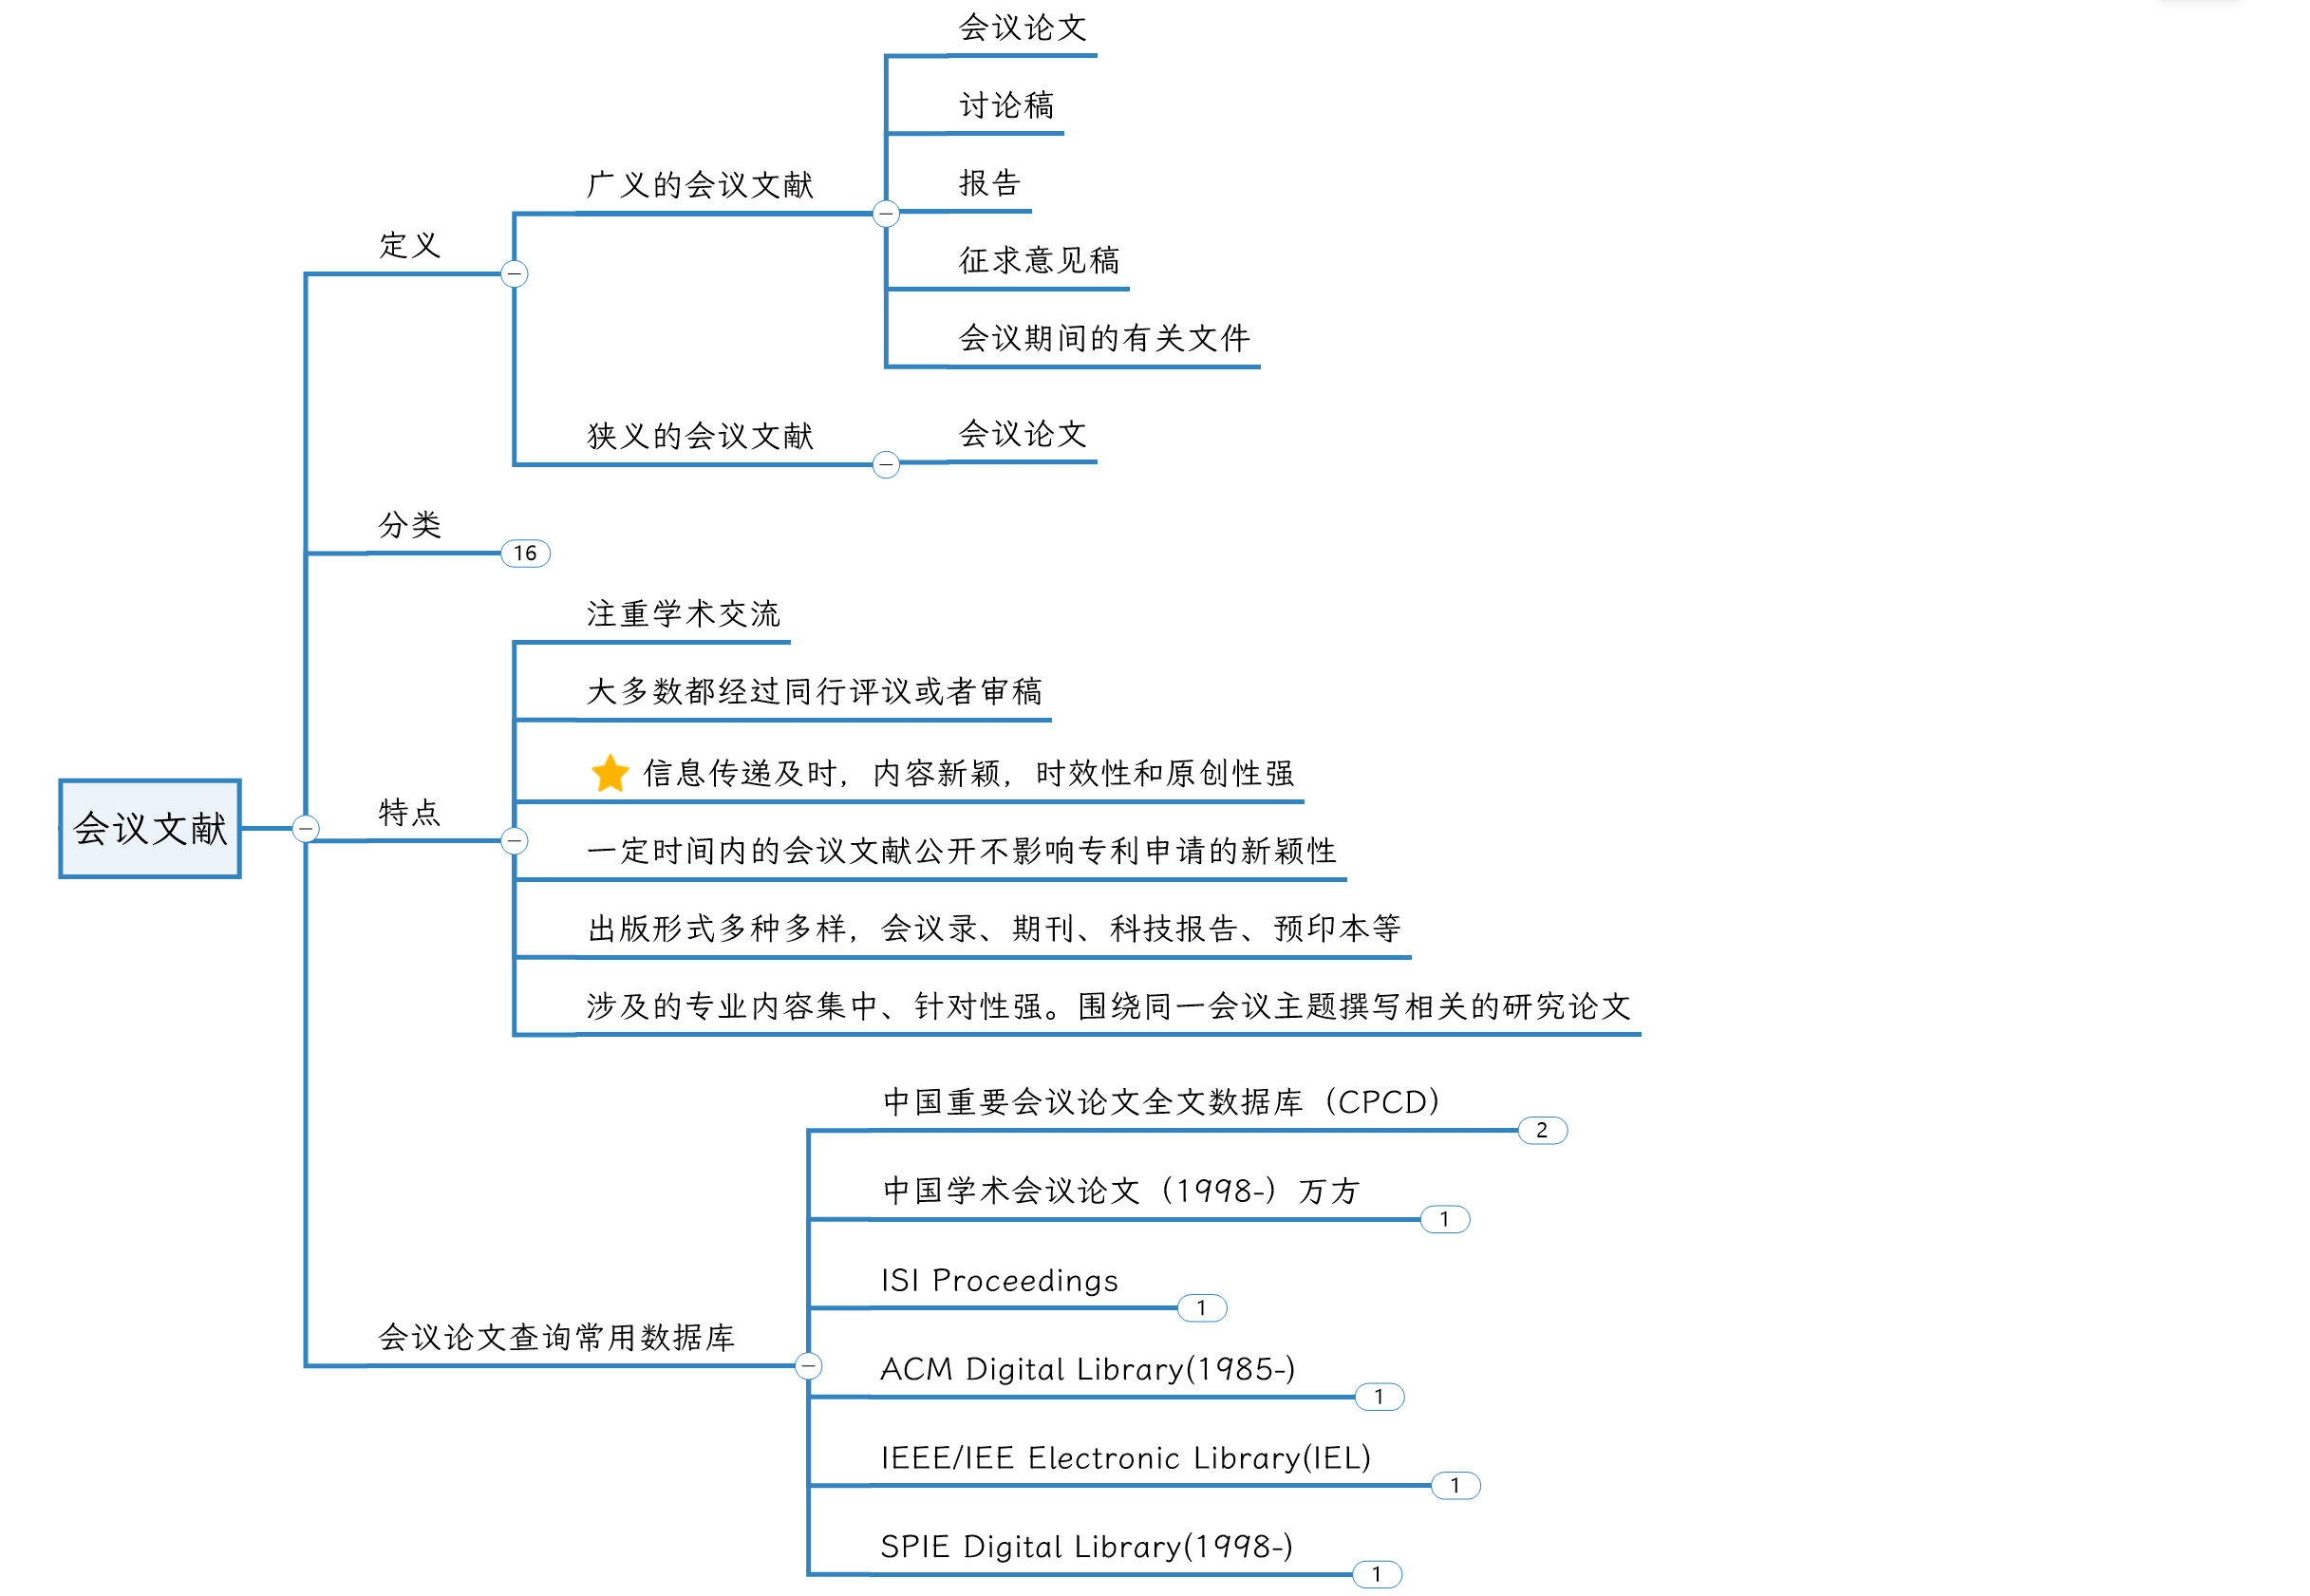 会议文献
定义
广义的会议文献
会议论文
讨论稿
报告
征求意见稿
会议期间的有关文件
狭义的会议文献
会议论文
分类
16
特点
注重学术交流
大多数都经过同行评议或者审稿
信息传递及时，内容新颖，时效性和原创性强
一定时间内的会议文献公开不影响专利申请的新颖性
出版形式多种多样，会议录、期刊、科技报告、预印本等
涉及的专业内容集中、针对性强。围绕同一会议主题撰写相关的研究论文
会议论文查询常用数据库
中国重要会议论文全文数据库（CPCD）
2
中国学术会议论文（1998-）万方
1
ISI Proceedings
1
ACM Digital Library(1985-)
1
IEEE/IEE Electronic Library(IEL)
1
SPIE Digital Library(1998-)
1